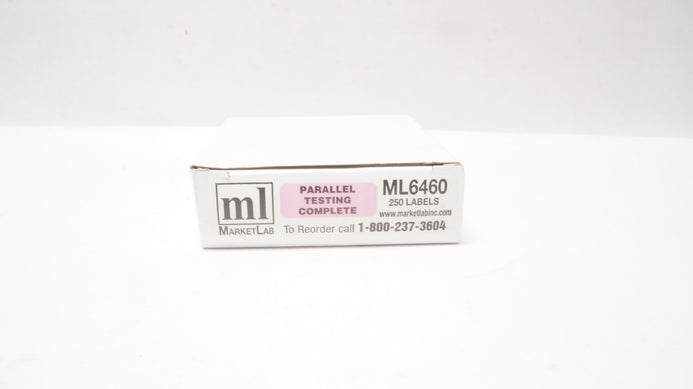 ml
MARKETLAB
PARALLEL
TESTING
COMPLETE
ML6460
250 LABELS
www.marketlabinc.com
To Reorder call 1-800-237-3604